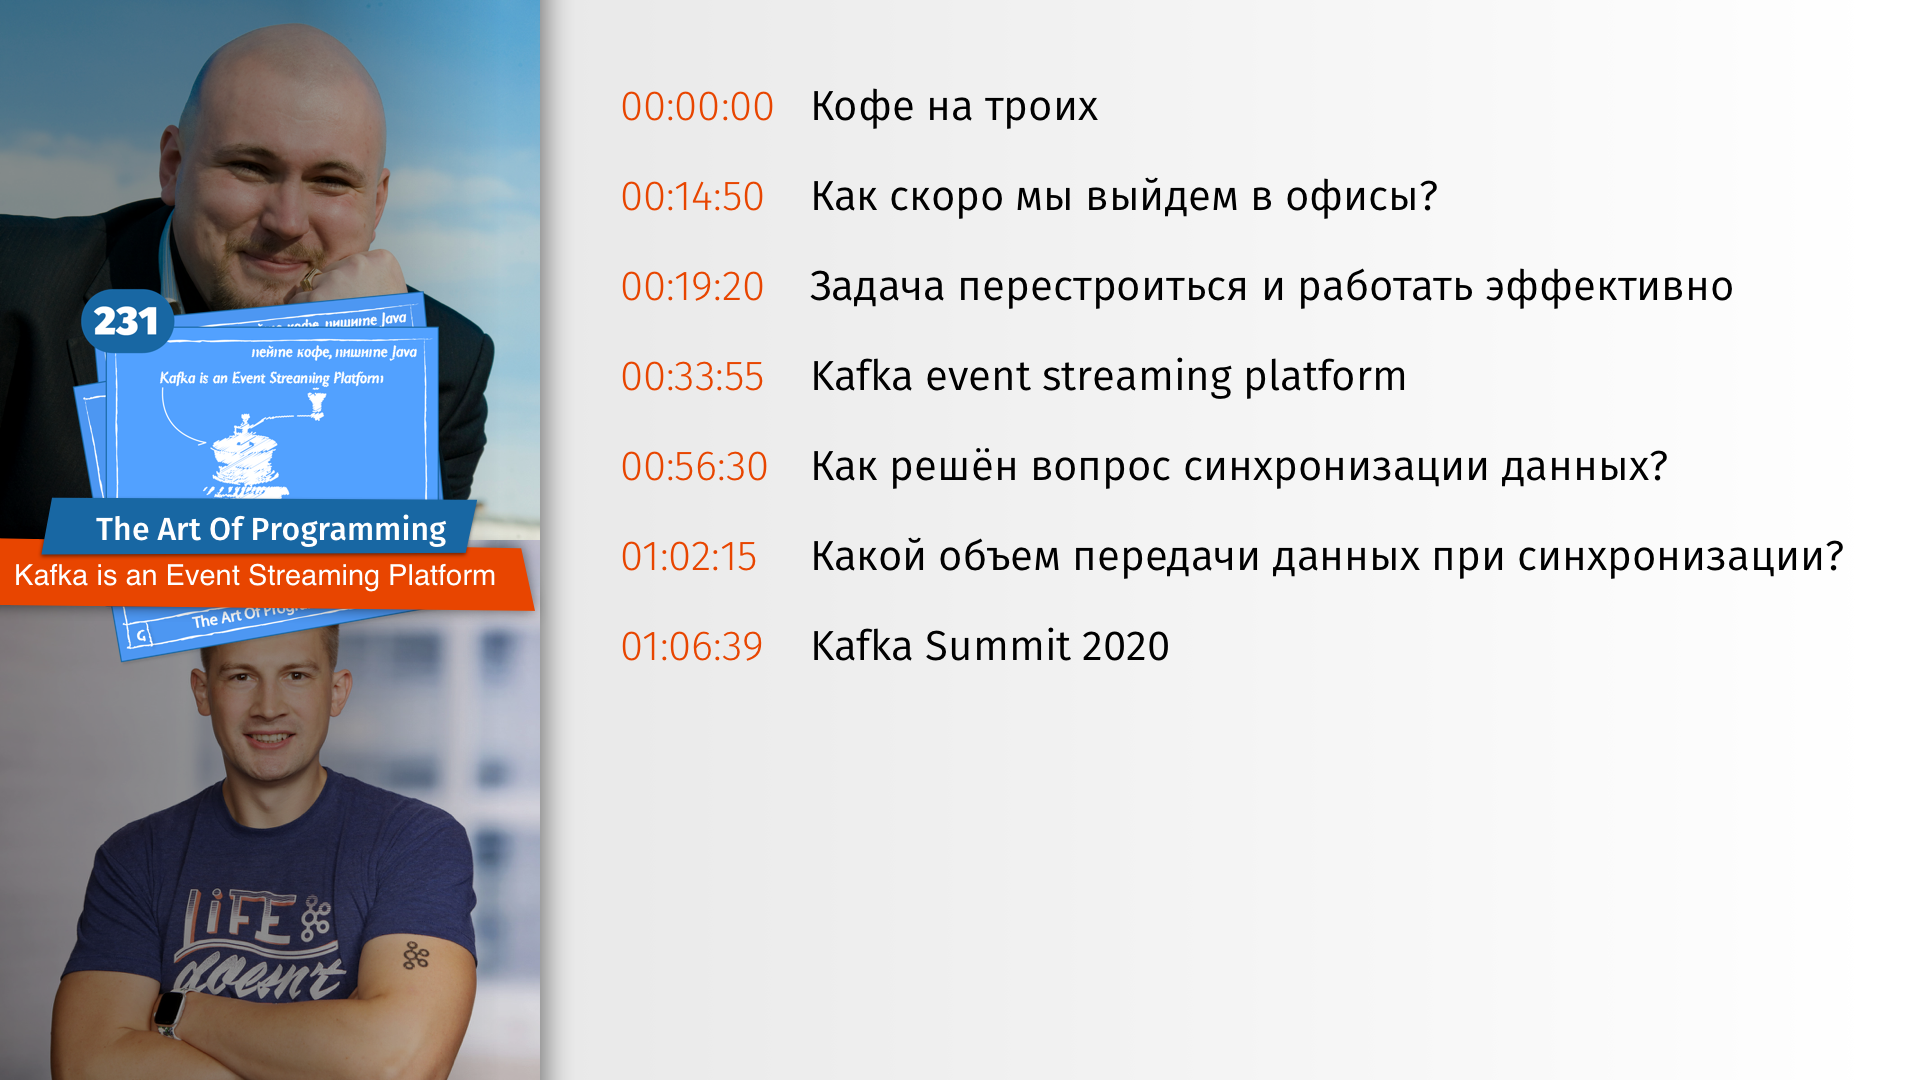 231
кофе, пишите Java
пейте кофе, пишите Java
Kafka is an Event Streaming Platform
The Art Of Programming
Kafka is an Event Streaming Platform
G
The Art Of
LiFE
doesn't
00:00:00 Кофе на троих
00:14:50 Как скоро мы выйдем в офисы?
00:19:20 Задача перестроиться и работать эффективно
00:33:55 Kafka event streaming platform
00:56:30 Как решён вопрос синхронизации данных?
01:02:15 Какой объем передачи данных при синхронизации?
01:06:39 Kafka Summit 2020